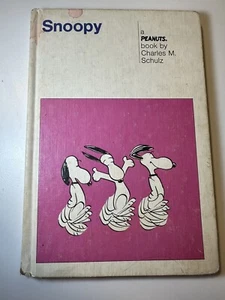 Snoopy
a
PEANUTS.
book by
Charles M.
Schulz